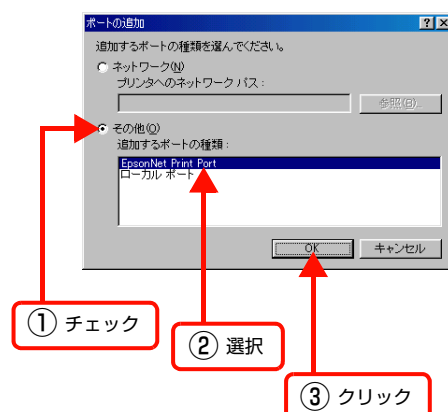 ポートの追加
追加するポートの種類を選んでください。
ネットワーク(N)
プリンタへのネットワーク パス:
参照(B)...
その他(O)
追加するポートの種類:
EpsonNet Print Port
ローカル ポート
OK
キャンセル
① チェック
② 選択
③ クリック